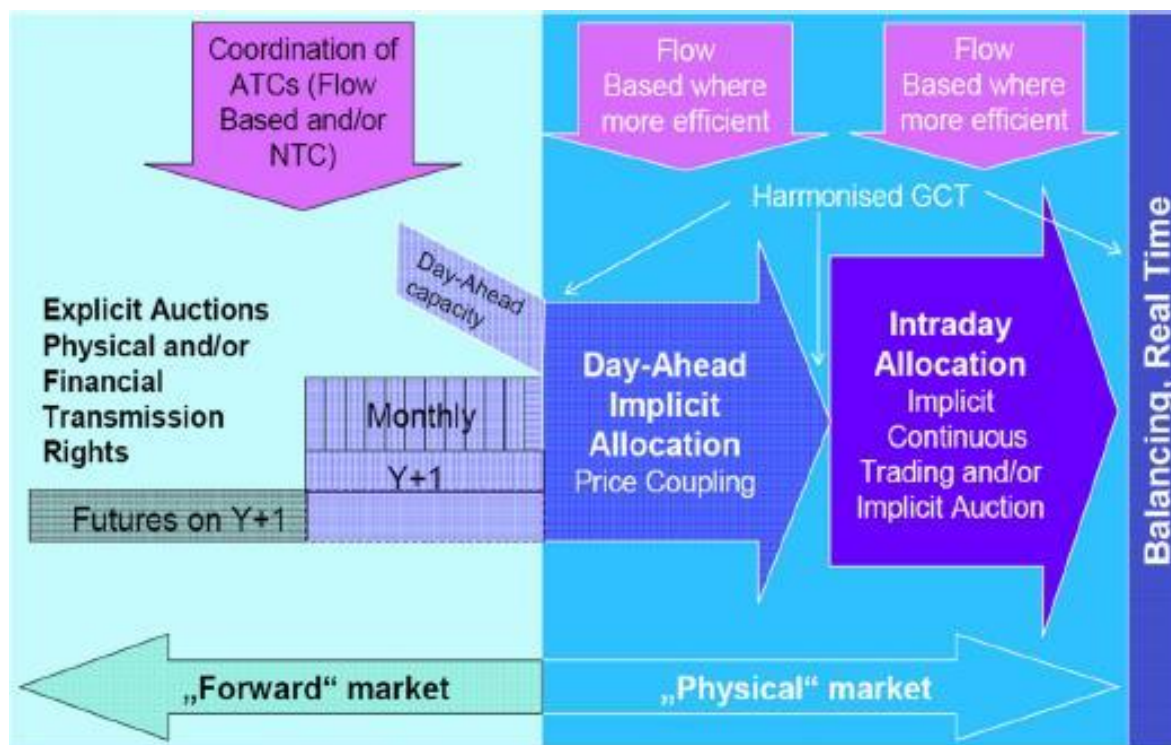 Coordination of
ATCs (Flow
Based and/or
NTC)
Flow
Based where
more efficient
Flow
Based where
more efficient
Harmonised GCT
Day-Ahead
capacity
Explicit Auctions
Physical and/or
Financial
Transmission
Rights
Monthly
Y+1
Futures on Y+1
Day-Ahead
Implicit
Allocation
Price Coupling
Intraday
Allocation
Implicit
Continuous
Trading and/or
Implicit Auction
Balancing, Real Time
„Forward“ market
„Physical“ market